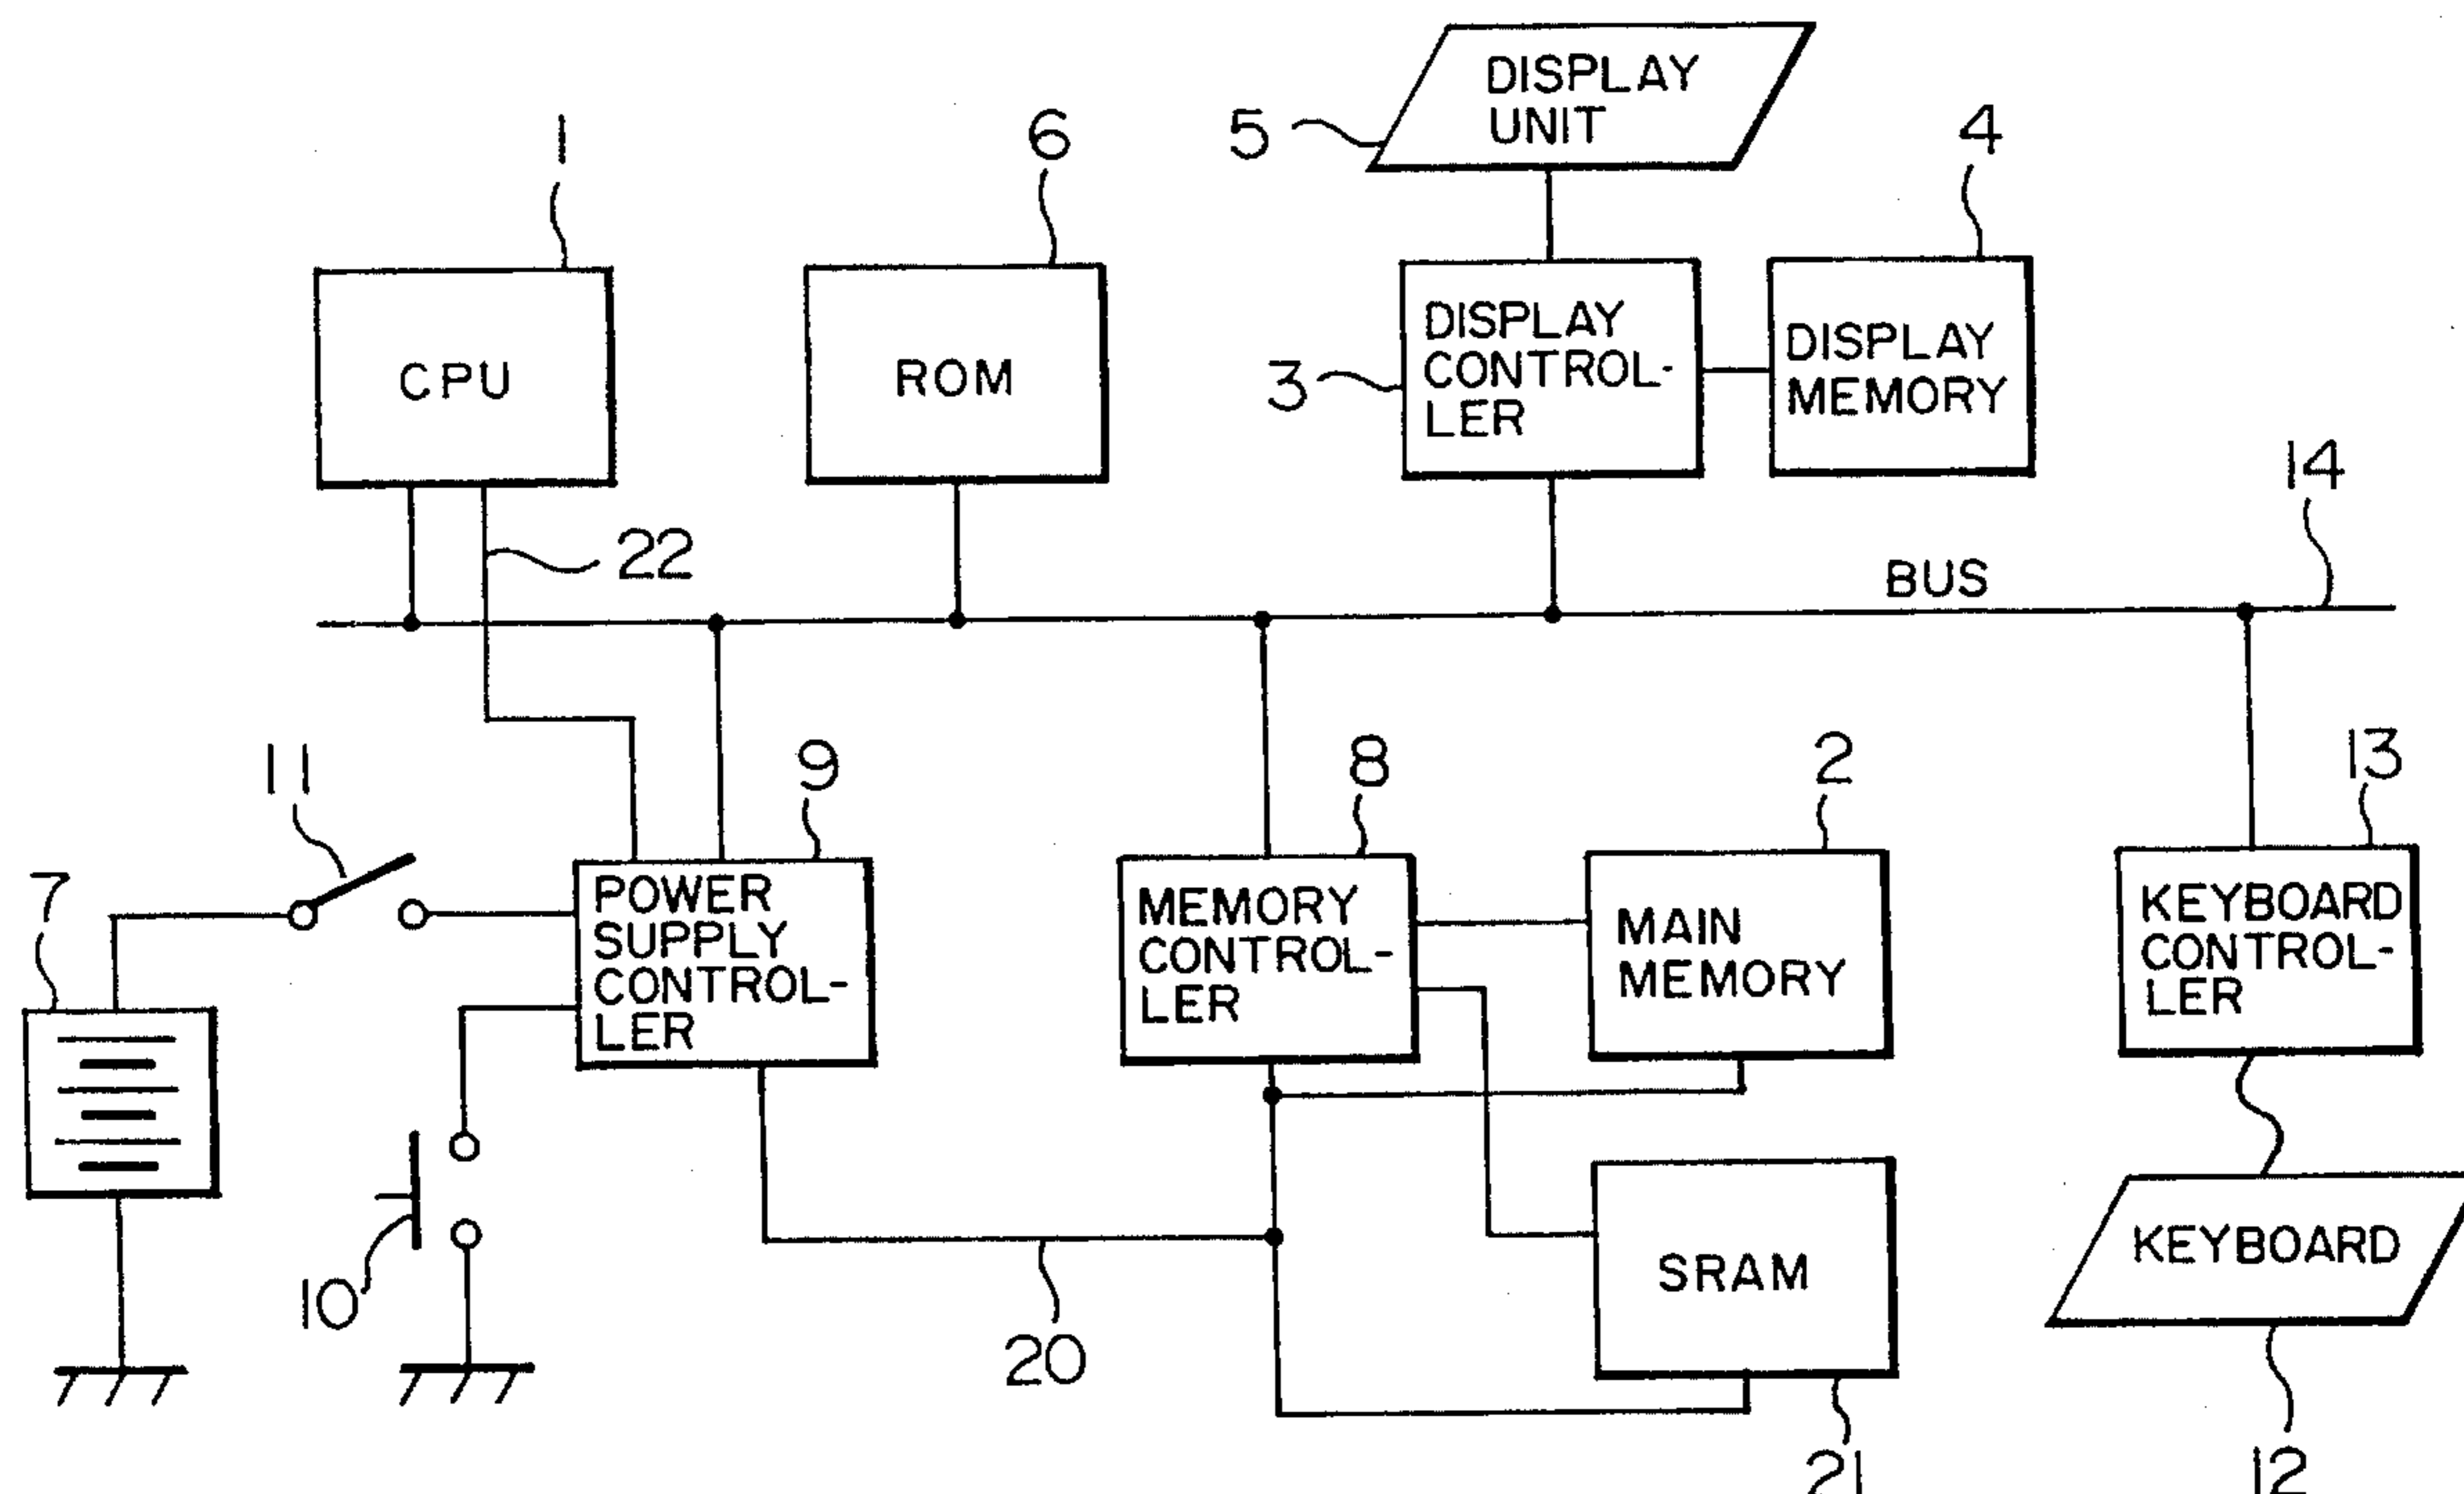 DISPLAY
UNIT
5
4
1
6
CPU
ROM
3
DISPLAY
CONTROL-
LER
DISPLAY
MEMORY
14
22
BUS
11
9
8
2
13
7
POWER
SUPPLY
CONTROL-
LER
MEMORY
CONTROL-
LER
MAIN
MEMORY
KEYBOARD
CONTROL-
LER
10
20
SRAM
KEYBOARD
21
12